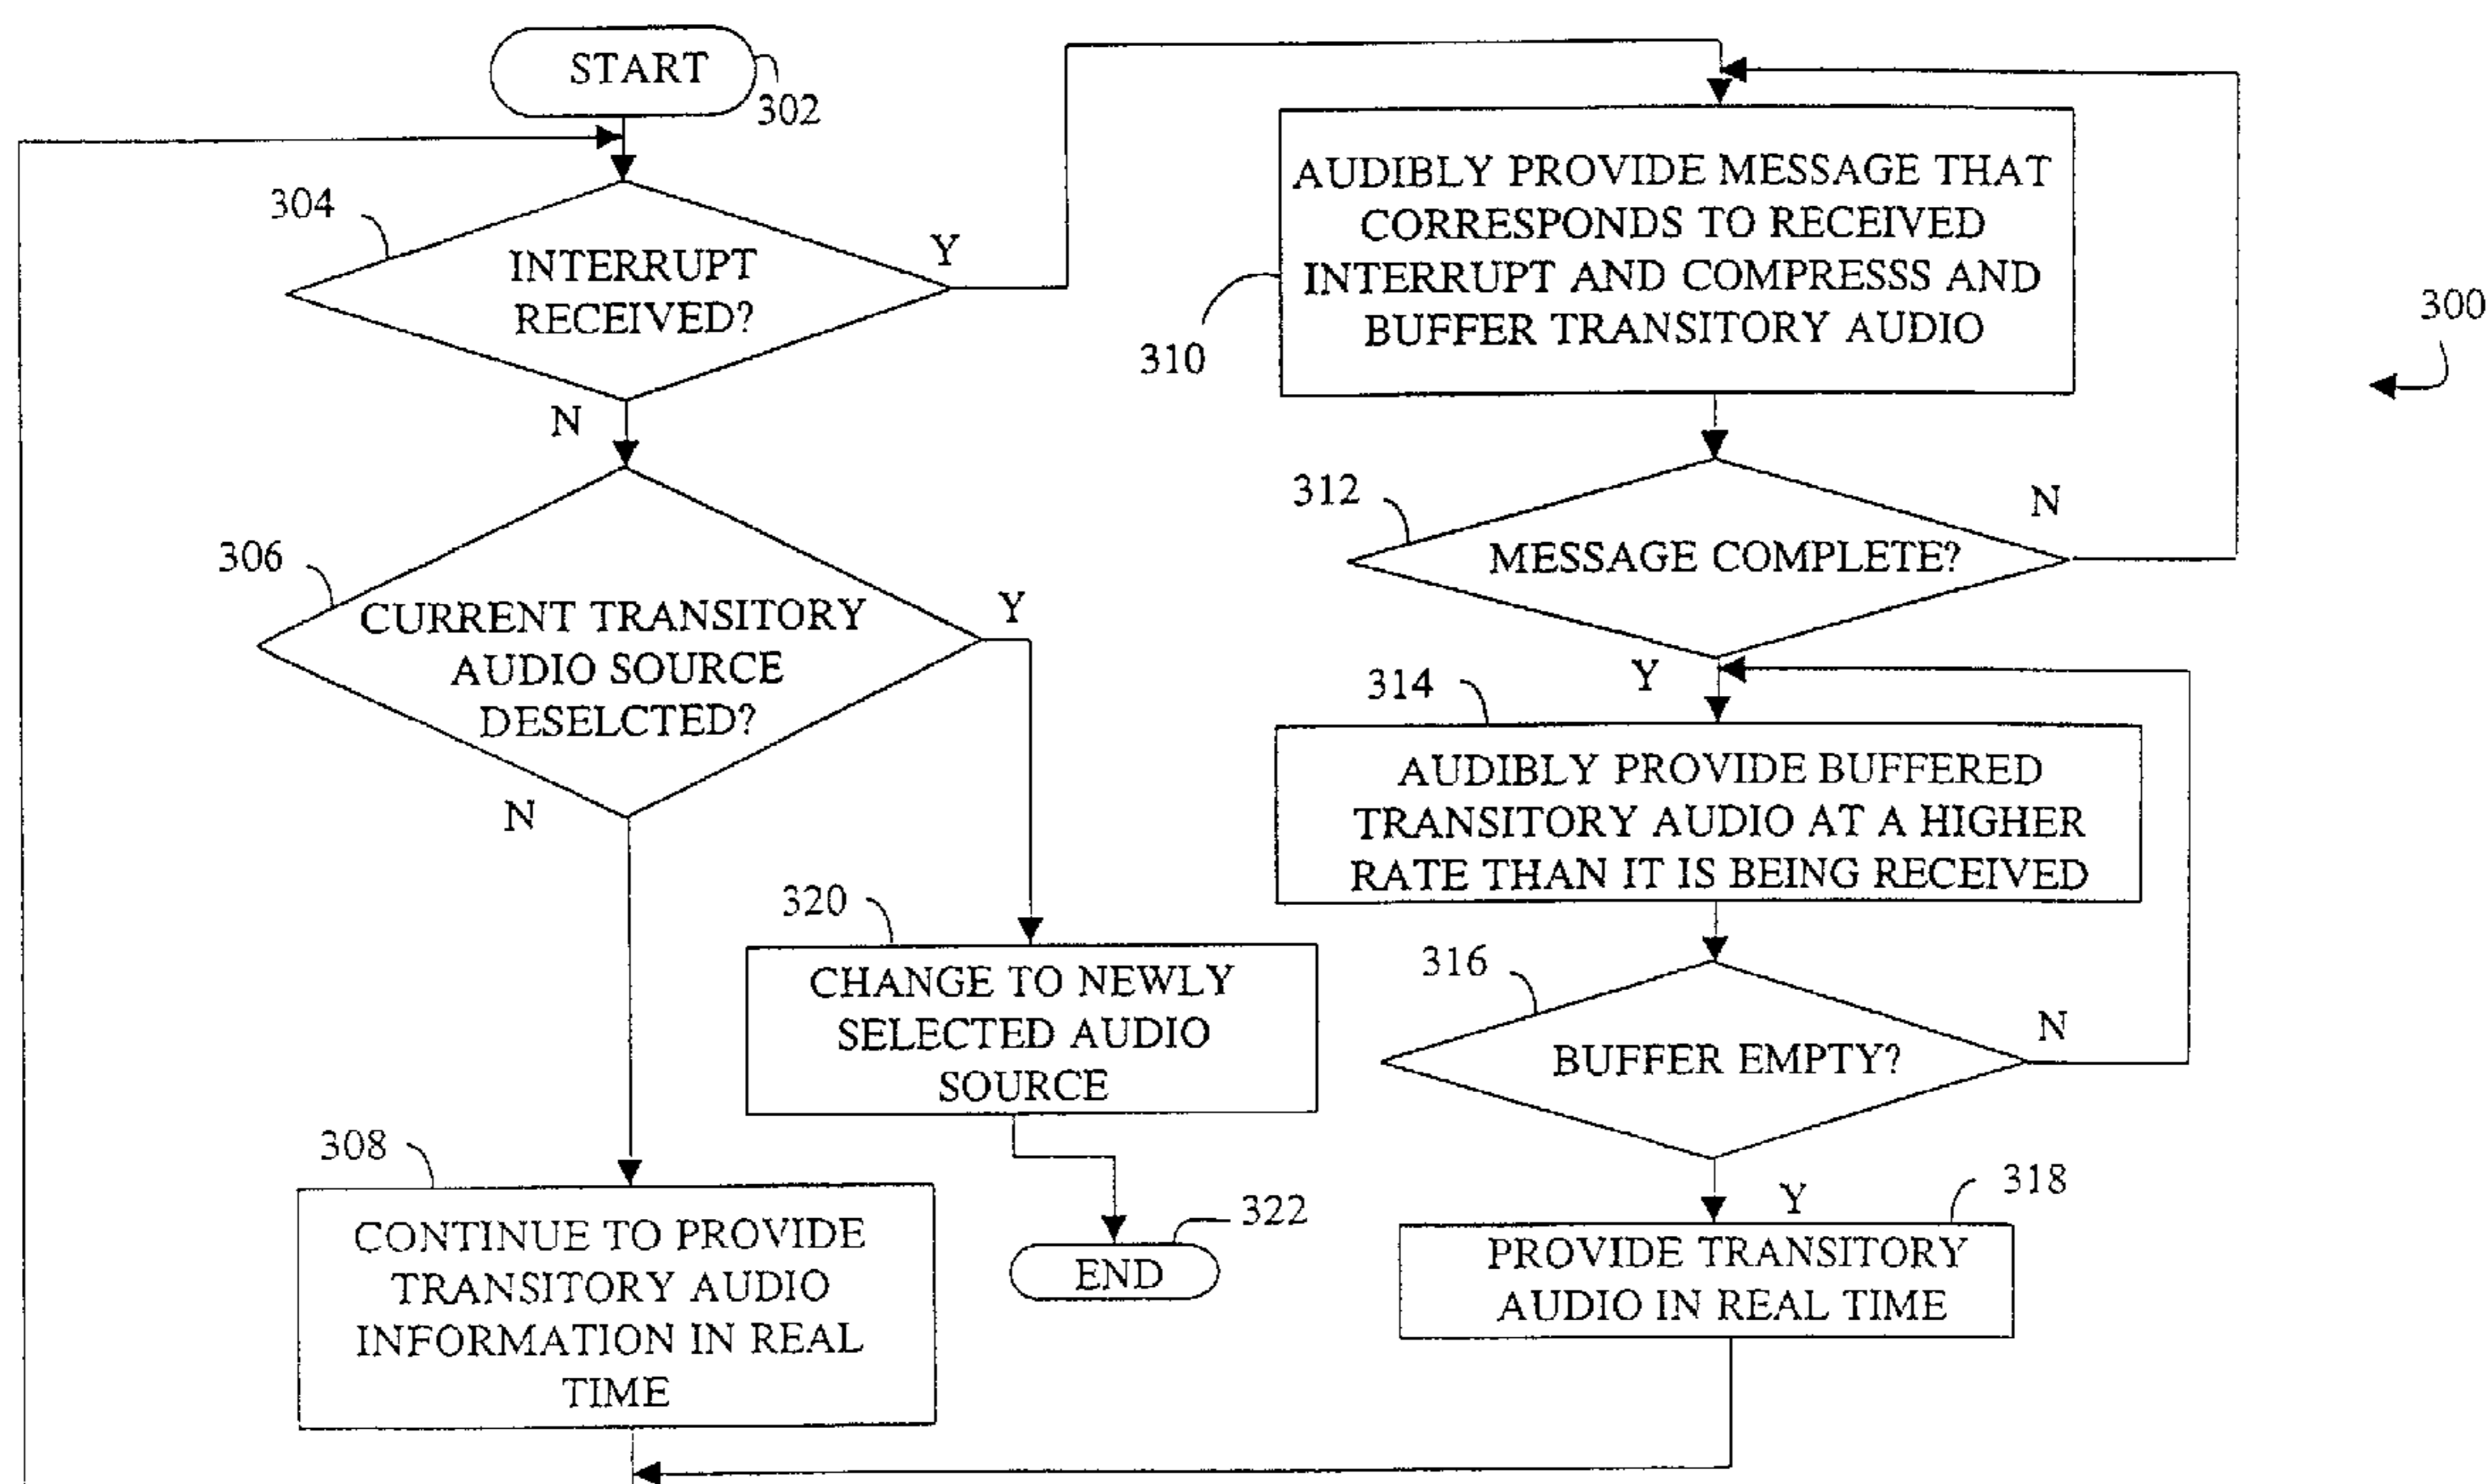 START
302
304
INTERRUPT
RECEIVED?
Y
N
306
CURRENT TRANSITORY
AUDIO SOURCE
DESELCTED?
Y
N
308
CONTINUE TO PROVIDE
TRANSITORY AUDIO
INFORMATION IN REAL
TIME
320
CHANGE TO NEWLY
SELECTED AUDIO
SOURCE
322
END
310
AUDIBLY PROVIDE MESSAGE THAT
CORRESPONDS TO RECEIVED
INTERRUPT AND COMPRESSS AND
BUFFER TRANSITORY AUDIO
300
312
MESSAGE COMPLETE?
N
Y
314
AUDIBLY PROVIDE BUFFERED
TRANSITORY AUDIO AT A HIGHER
RATE THAN IT IS BEING RECEIVED
316
BUFFER EMPTY?
N
Y
318
PROVIDE TRANSITORY
AUDIO IN REAL TIME